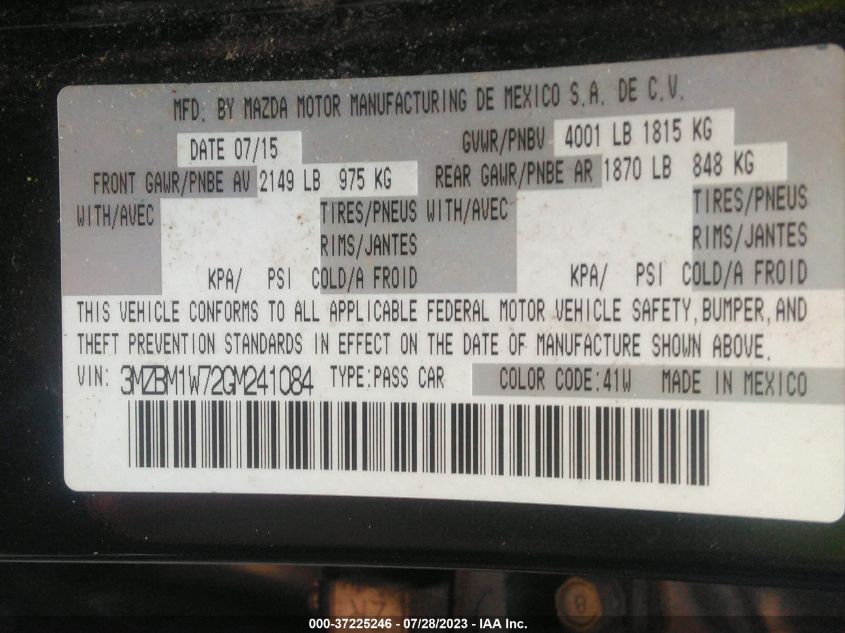 MFD. BY MAZDA MOTOR MANUFACTURING DE MEXICO S.A. DE C.V.
DATE 07/15 GVWR/PNBV 4001 LB 1815 KG
FRONT GAWR/PNBE AV 2149 LB 975 KG REAR GAWR/PNBE AR 1870 LB 848 KG
WITH/AVEC TIRES/PNEUS WITH/AVEC TIRES/PNEUS
RIMS/JANTES RIMS/JANTES
KPA/ PSI COLD/A FROID KPA/ PSI COLD/A FROID
THIS VEHICLE CONFORMS TO ALL APPLICABLE FEDERAL MOTOR VEHICLE SAFETY, BUMPER, AND
THEFT PREVENTION STANDARDS IN EFFECT ON THE DATE OF MANUFACTURE SHOWN ABOVE.
VIN: 3MZBM1W72GM241084 TYPE:PASS CAR COLOR CODE:41W MADE IN MEXICO
8
000-37225246 - 07/28/2023 - IAA Inc.